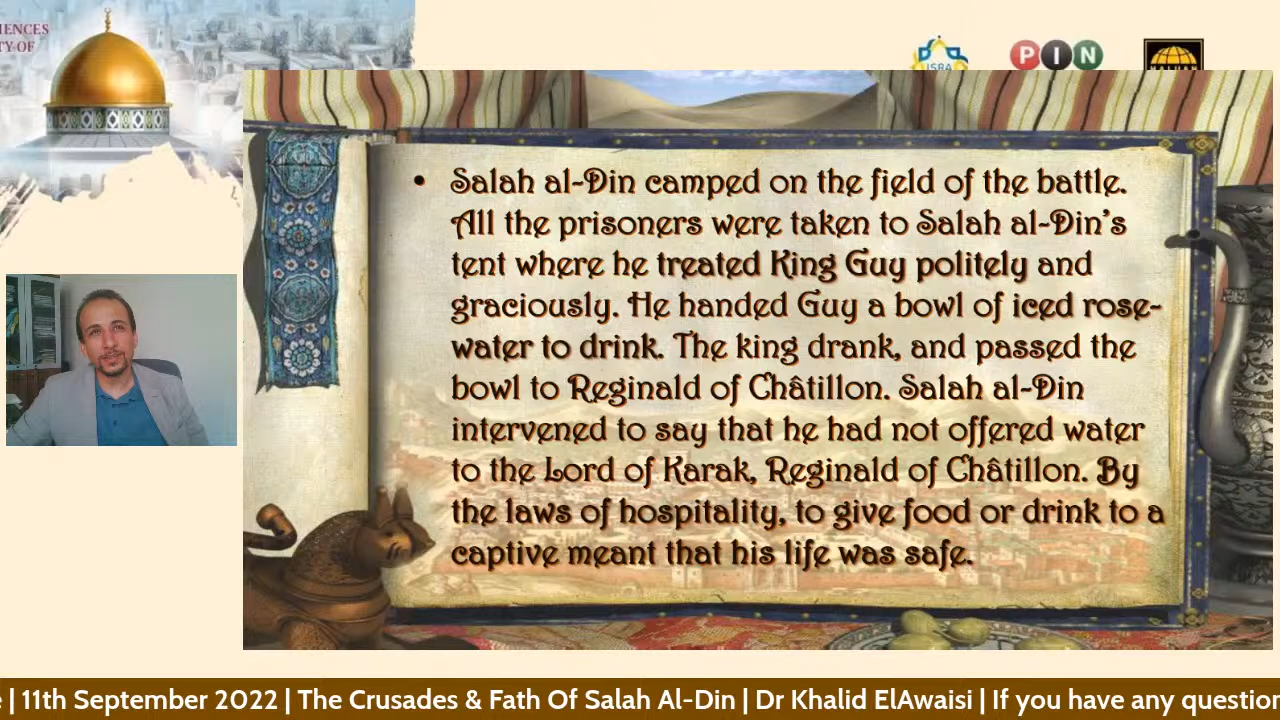 IENCES
TY OF
ISRA
PIN
• Salah al-Din camped on the field of the battle.
All the prisoners were taken to Salah al-Din's
tent where he treated King Guy politely and
graciously. He handed Guy a bowl of iced rose-
water to drink. The king drank, and passed the
bowl to Reginald of Châtillon. Salah al-Din
intervened to say that he had not offered water
to the Lord of Karak, Reginald of Châtillon. By
the laws of hospitality, to give food or drink to a
captive meant that his life was safe.
e | 11th September 2022 | The Crusades & Fath Of Salah Al-Din | Dr Khalid ElAwaisi | If you have any question